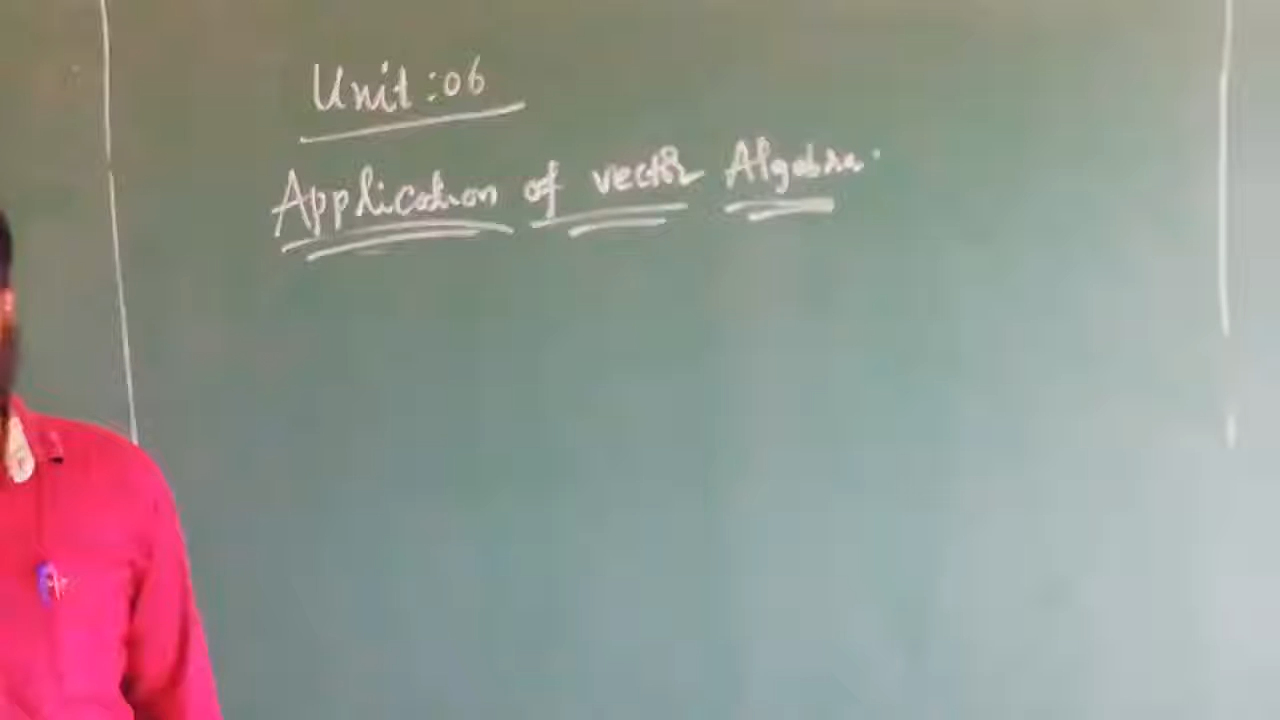 Unit : 06
Application of vector Algebra.